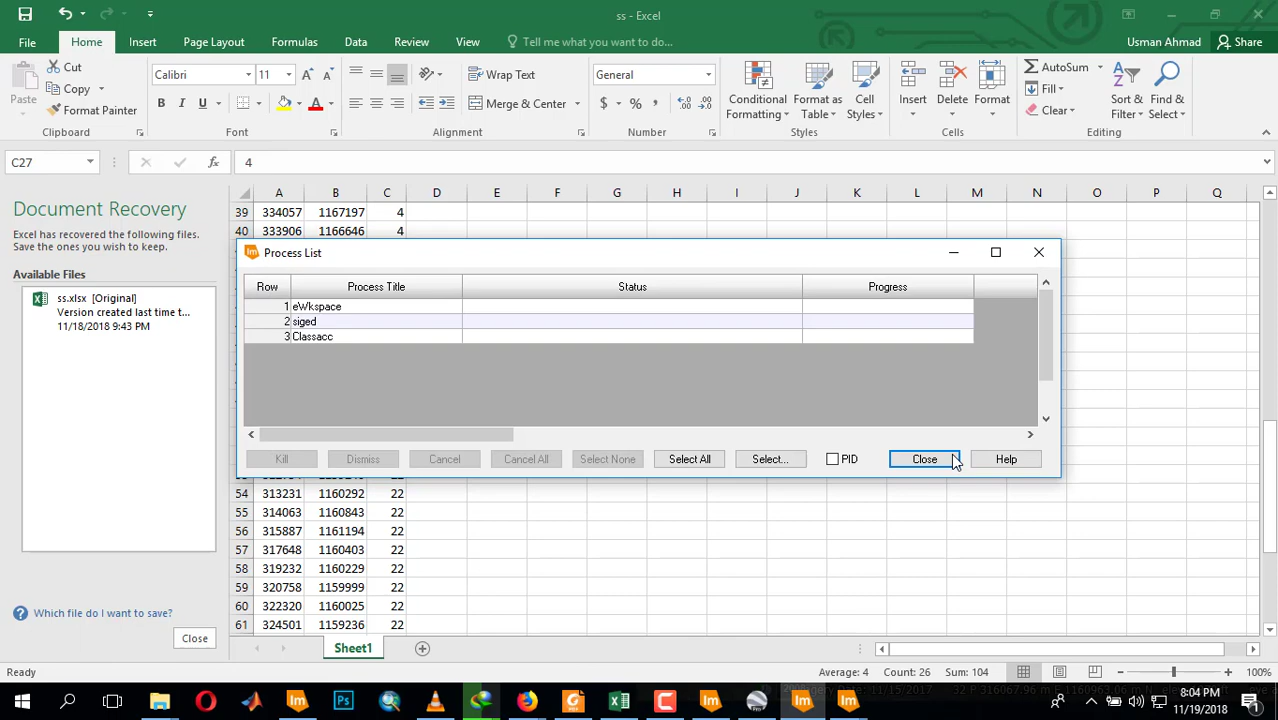 ss - Excel
File Home Insert Page Layout Formulas Data Review View Tell me what you want to do... Usman Ahmad Share
Paste Cut Copy Format Painter Clipboard
Calibri 11 B I U A Font
Wrap Text Merge & Center Alignment
General $ % , Number
Conditional Formatting Format as Table Cell Styles Styles
Insert Delete Format Cells
AutoSum Fill Clear Sort & Filter Find & Select Editing
C27 fx 4
Document Recovery
Excel has recovered the following files.
Save the ones you wish to keep.
Available Files
ss.xlsx [Original]
Version created last time t...
11/18/2018 9:43 PM
Which file do I want to save?
Close
A B C D E F G H I J K L M N O P Q
39 334057 1167197 4
40 333906 1166646 4
Process List
Row Process Title Status Progress
1 eWkspace
2 siged
3 Classacc
Kill Dismiss Cancel Cancel All Select None Select All Select... PID Close Help
54 313231 1160292 22
55 314063 1160843 22
56 315887 1161194 22
57 317648 1160403 22
58 319232 1160229 22
59 320758 1159999 22
60 322320 1160025 22
61 324501 1159236 22
Sheet1
Ready Average: 4 Count: 26 Sum: 104 100%
8:04 PM
11/19/2018